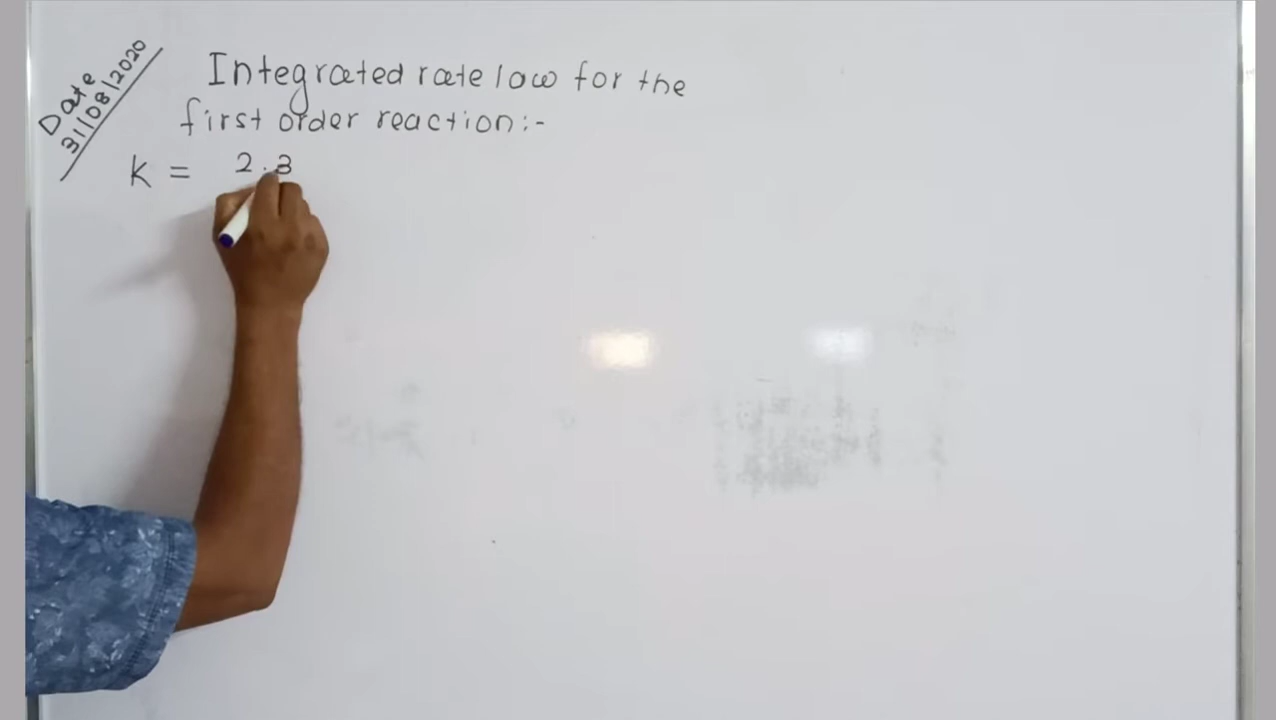 Date
31/08/2020
Integrated rate law for the
first order reaction:-
K = 2.3